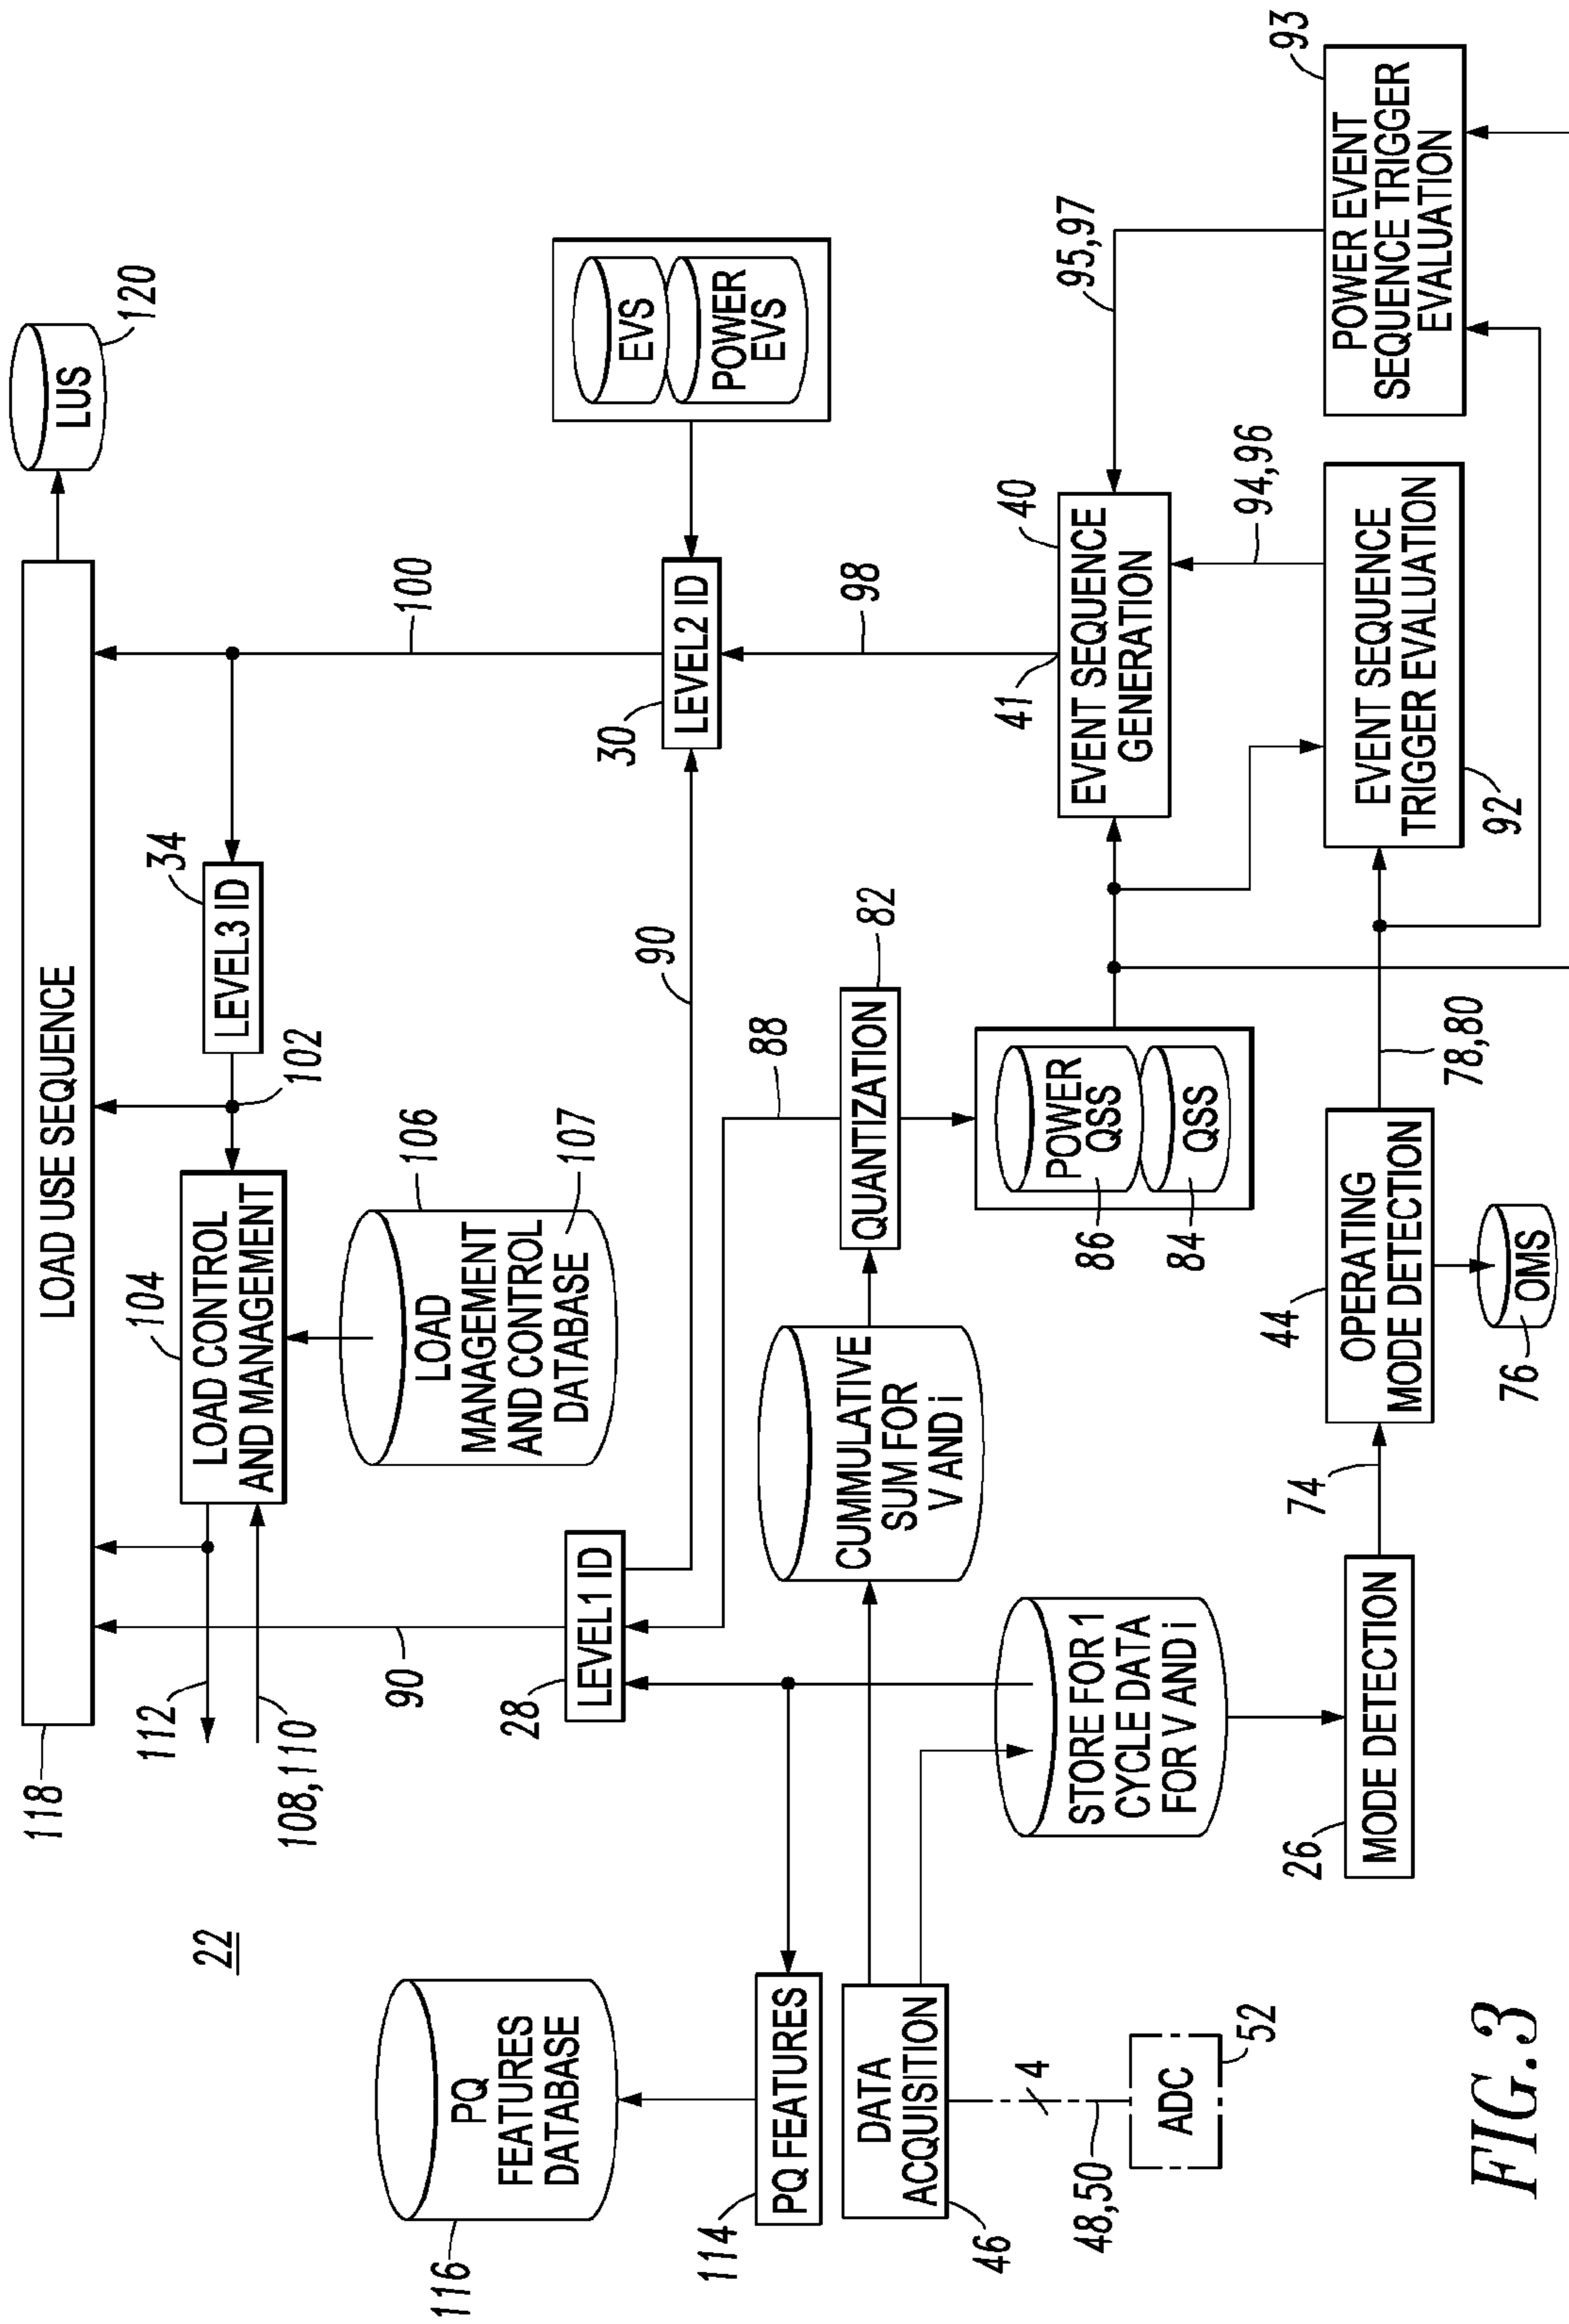 22
118
LOAD USE SEQUENCE
LUS
120
112
108,110
104
LOAD CONTROL
AND MANAGEMENT
102
34
LEVEL3 ID
100
106
LOAD
MANAGEMENT
AND CONTROL
DATABASE
107
116
PQ
FEATURES
DATABASE
90
28
LEVEL1 ID
90
30
LEVEL2 ID
EVS
POWER
EVS
114
PQ FEATURES
88
98
46
DATA
ACQUISITION
CUMMULATIVE
SUM FOR
V AND i
QUANTIZATION
82
48,50
4
ADC
52
STORE FOR 1
CYCLE DATA
FOR V AND i
POWER
QSS
86
QSS
84
41
EVENT SEQUENCE
GENERATION
40
95,97
94,96
26
MODE DETECTION
74
44
OPERATING
MODE DETECTION
76
OMS
78,80
EVENT SEQUENCE
TRIGGER EVALUATION
92
POWER EVENT
SEQUENCE TRIGGER
EVALUATION
93
FIG.3